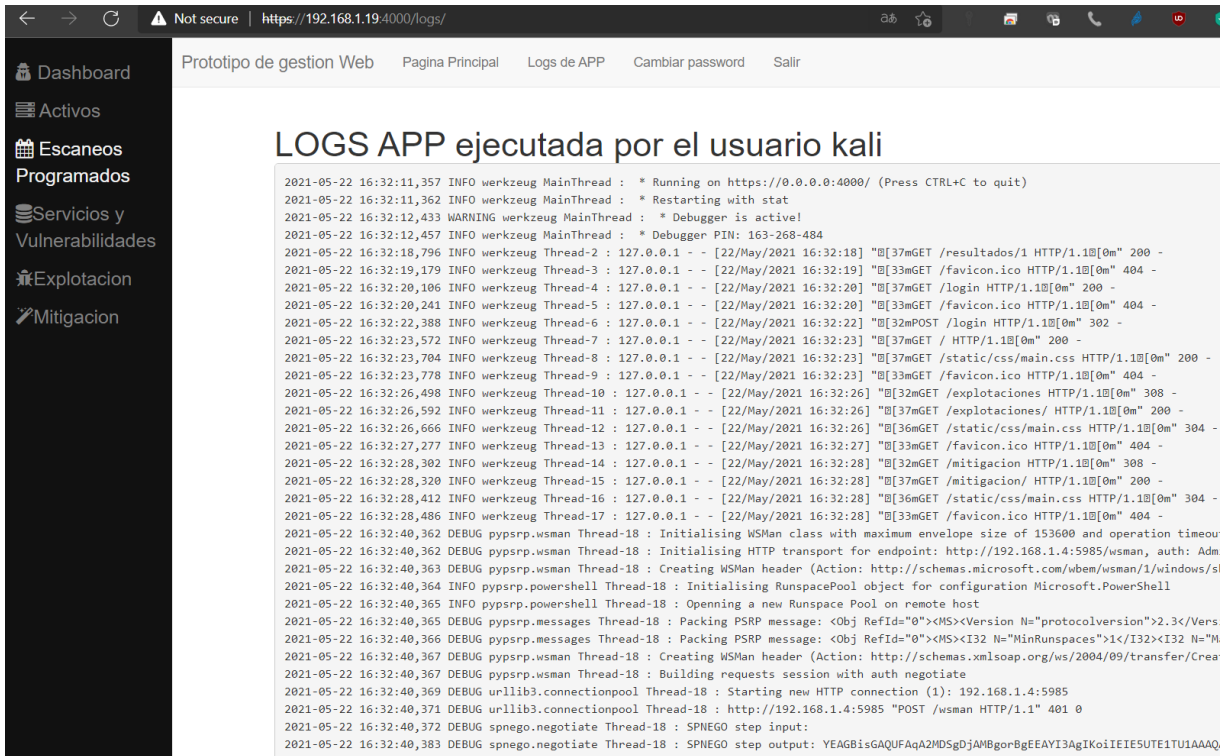 Not secure | https://192.168.1.19:4000/logs/
Prototipo de gestion Web Pagina Principal Logs de APP Cambiar password Salir
Dashboard
Activos
Escaneos Programados
Servicios y Vulnerabilidades
Explotacion
Mitigacion
LOGS APP ejecutada por el usuario kali
2021-05-22 16:32:11,357 INFO werkzeug MainThread :  * Running on https://0.0.0.0:4000/ (Press CTRL+C to quit)
2021-05-22 16:32:11,362 INFO werkzeug MainThread :  * Restarting with stat
2021-05-22 16:32:12,433 WARNING werkzeug MainThread :  * Debugger is active!
2021-05-22 16:32:12,457 INFO werkzeug MainThread :  * Debugger PIN: 163-268-484
2021-05-22 16:32:18,796 INFO werkzeug Thread-2 : 127.0.0.1 - - [22/May/2021 16:32:18] "[37mGET /resultados/1 HTTP/1.1[0m" 200 -
2021-05-22 16:32:19,179 INFO werkzeug Thread-3 : 127.0.0.1 - - [22/May/2021 16:32:19] "[33mGET /favicon.ico HTTP/1.1[0m" 404 -
2021-05-22 16:32:20,106 INFO werkzeug Thread-4 : 127.0.0.1 - - [22/May/2021 16:32:20] "[37mGET /login HTTP/1.1[0m" 200 -
2021-05-22 16:32:20,241 INFO werkzeug Thread-5 : 127.0.0.1 - - [22/May/2021 16:32:20] "[33mGET /favicon.ico HTTP/1.1[0m" 404 -
2021-05-22 16:32:22,388 INFO werkzeug Thread-6 : 127.0.0.1 - - [22/May/2021 16:32:22] "[32mPOST /login HTTP/1.1[0m" 302 -
2021-05-22 16:32:23,572 INFO werkzeug Thread-7 : 127.0.0.1 - - [22/May/2021 16:32:23] "[37mGET / HTTP/1.1[0m" 200 -
2021-05-22 16:32:23,704 INFO werkzeug Thread-8 : 127.0.0.1 - - [22/May/2021 16:32:23] "[37mGET /static/css/main.css HTTP/1.1[0m" 200 -
2021-05-22 16:32:23,778 INFO werkzeug Thread-9 : 127.0.0.1 - - [22/May/2021 16:32:23] "[33mGET /favicon.ico HTTP/1.1[0m" 404 -
2021-05-22 16:32:26,498 INFO werkzeug Thread-10 : 127.0.0.1 - - [22/May/2021 16:32:26] "[32mGET /explotaciones HTTP/1.1[0m" 308 -
2021-05-22 16:32:26,592 INFO werkzeug Thread-11 : 127.0.0.1 - - [22/May/2021 16:32:26] "[37mGET /explotaciones/ HTTP/1.1[0m" 200 -
2021-05-22 16:32:26,666 INFO werkzeug Thread-12 : 127.0.0.1 - - [22/May/2021 16:32:26] "[36mGET /static/css/main.css HTTP/1.1[0m" 304 -
2021-05-22 16:32:27,277 INFO werkzeug Thread-13 : 127.0.0.1 - - [22/May/2021 16:32:27] "[33mGET /favicon.ico HTTP/1.1[0m" 404 -
2021-05-22 16:32:28,302 INFO werkzeug Thread-14 : 127.0.0.1 - - [22/May/2021 16:32:28] "[32mGET /mitigacion HTTP/1.1[0m" 308 -
2021-05-22 16:32:28,320 INFO werkzeug Thread-15 : 127.0.0.1 - - [22/May/2021 16:32:28] "[37mGET /mitigacion/ HTTP/1.1[0m" 200 -
2021-05-22 16:32:28,412 INFO werkzeug Thread-16 : 127.0.0.1 - - [22/May/2021 16:32:28] "[36mGET /static/css/main.css HTTP/1.1[0m" 304 -
2021-05-22 16:32:28,486 INFO werkzeug Thread-17 : 127.0.0.1 - - [22/May/2021 16:32:28] "[33mGET /favicon.ico HTTP/1.1[0m" 404 -
2021-05-22 16:32:40,362 DEBUG pypsrp.wsman Thread-18 : Initialising WSMan class with maximum envelope size of 153600 and operation timeou
2021-05-22 16:32:40,362 DEBUG pypsrp.wsman Thread-18 : Initialising HTTP transport for endpoint: http://192.168.1.4:5985/wsman, auth: Adm
2021-05-22 16:32:40,363 DEBUG pypsrp.wsman Thread-18 : Creating WSMan header (Action: http://schemas.microsoft.com/wbem/wsman/1/windows/sh
2021-05-22 16:32:40,364 INFO pypsrp.powershell Thread-18 : Initialising RunspacePool object for configuration Microsoft.PowerShell
2021-05-22 16:32:40,365 INFO pypsrp.powershell Thread-18 : Openning a new Runspace Pool on remote host
2021-05-22 16:32:40,365 DEBUG pypsrp.messages Thread-18 : Packing PSRP message: <Obj RefId="0"><MS><Version N="protocolversion">2.3</Versi
2021-05-22 16:32:40,366 DEBUG pypsrp.messages Thread-18 : Packing PSRP message: <Obj RefId="0"><MS><I32 N="MinRunspaces">1</I32><I32 N="Ma
2021-05-22 16:32:40,367 DEBUG pypsrp.wsman Thread-18 : Creating WSMan header (Action: http://schemas.xmlsoap.org/ws/2004/09/transfer/Creat
2021-05-22 16:32:40,367 DEBUG pypsrp.wsman Thread-18 : Building requests session with auth negotiate
2021-05-22 16:32:40,369 DEBUG urllib3.connectionpool Thread-18 : Starting new HTTP connection (1): 192.168.1.4:5985
2021-05-22 16:32:40,371 DEBUG urllib3.connectionpool Thread-18 : http://192.168.1.4:5985 "POST /wsman HTTP/1.1" 401 0
2021-05-22 16:32:40,372 DEBUG spnego.negotiate Thread-18 : SPNEGO step input:
2021-05-22 16:32:40,383 DEBUG spnego.negotiate Thread-18 : SPNEGO step output: YEAGBisGAQUFAqA2MDSgDjAMBgorBgEEAYI3AgIKoiIEIE5UTE1TU1AAAQ